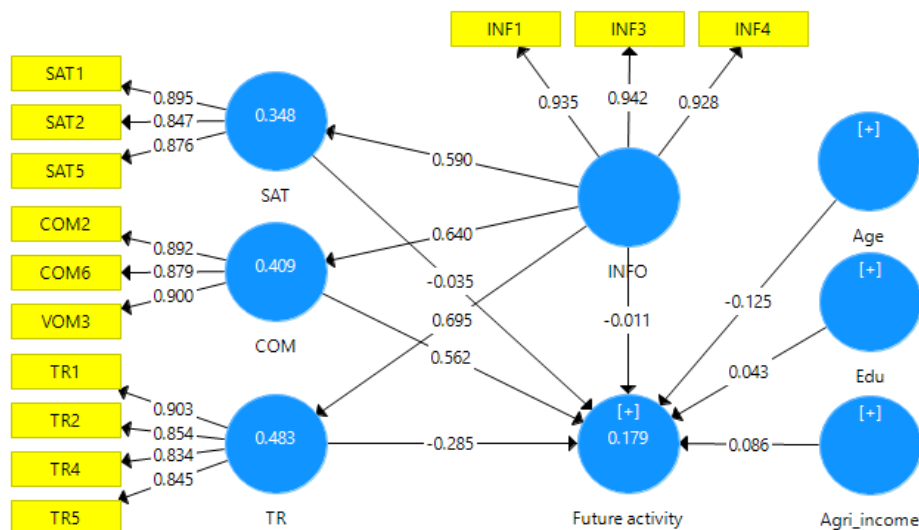 INF1
INF3
INF4
SAT1
SAT2
SAT5
0.895
0.847
0.876
0.348
SAT
0.935
0.942
0.928
[+]
Age
0.590
COM2
COM6
VOM3
0.892
0.879
0.900
0.409
COM
0.640
INFO
-0.035
0.695
0.562
-0.011
-0.125
[+]
Edu
0.043
TR1
TR2
TR4
TR5
0.903
0.854
0.834
0.845
0.483
TR
-0.285
[+]
0.179
Future activity
0.086
[+]
Agri_income